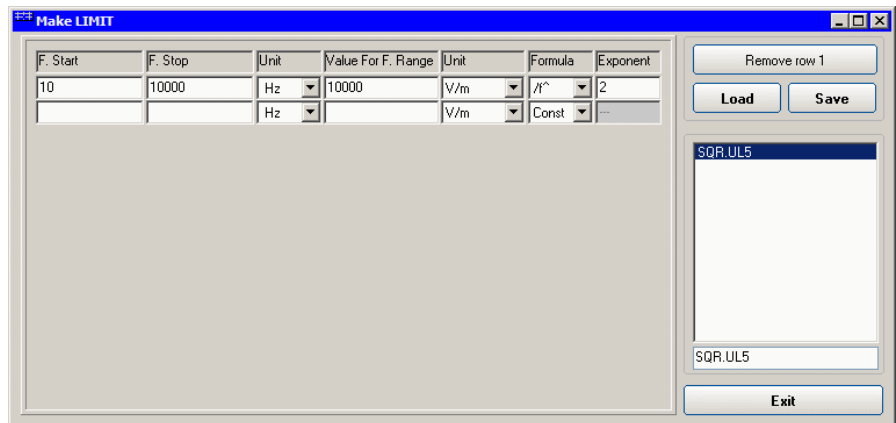 Make LIMIT
F. Start F. Stop Unit Value For F. Range Unit Formula Exponent
10 10000 Hz 10000 V/m /f^ 2
Hz V/m Const ---
Remove row 1
Load Save
SQR.UL5
SQR.UL5
Exit